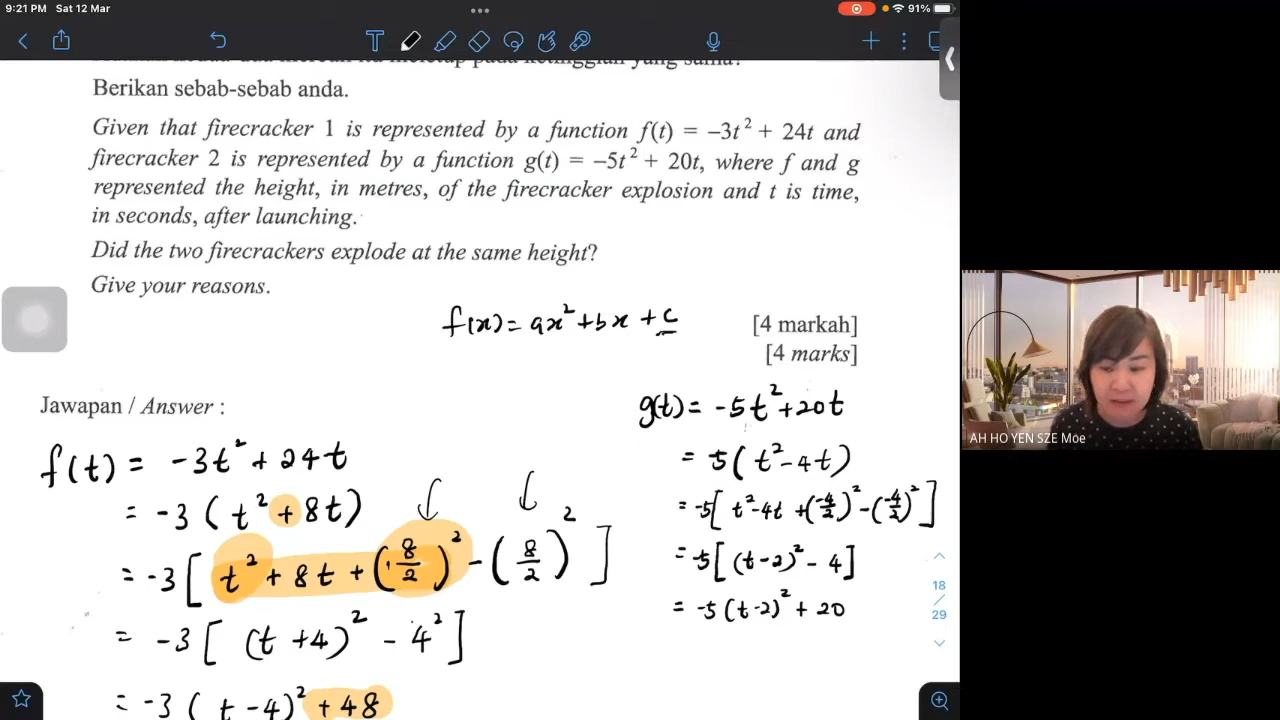 9:21 PM Sat 12 Mar
91%
Berikan sebab-sebab anda.
Given that firecracker 1 is represented by a function f(t) = −3t² + 24t and
firecracker 2 is represented by a function g(t) = −5t² + 20t, where f and g
represented the height, in metres, of the firecracker explosion and t is time,
in seconds, after launching.
Did the two firecrackers explode at the same height?
Give your reasons.
f(x) = ax² + bx + c
[4 markah]
[4 marks]
Jawapan / Answer :
f(t) = -3t² + 24t
= -3 ( t² + 8t)
= -3 [ t² + 8t + (8/2)² - (8/2)² ]
= -3 [ (t +4)² - 4² ]
= -3 ( t - 4)² + 48
g(t) = -5t² + 20t
= -5 ( t² - 4t)
= -5[ t² - 4t + (-4/2)² - (-4/2)² ]
= -5[ (t-2)² - 4]
= -5 (t-2)² + 20
18
/
29
AH HO YEN SZE Moe